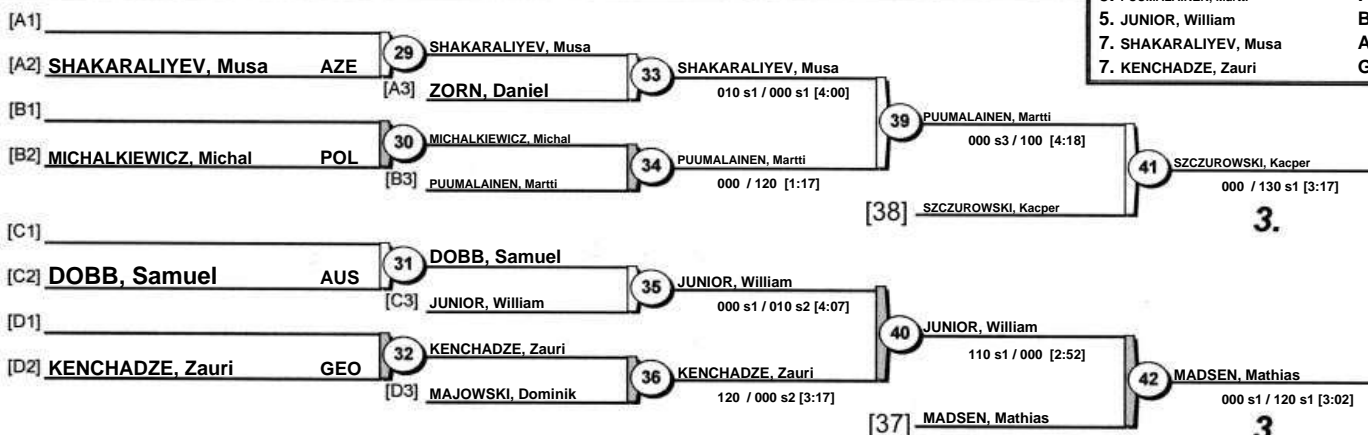 [A1]
[A2] SHAKARALIYEV, Musa AZE
29
SHAKARALIYEV, Musa
[A3] ZORN, Daniel
33
SHAKARALIYEV, Musa
010 s1 / 000 s1 [4:00]
[B1]
[B2] MICHALKIEWICZ, Michal POL
30
MICHALKIEWICZ, Michal
[B3] PUUMALAINEN, Martti
34
PUUMALAINEN, Martti
000 / 120 [1:17]
39
PUUMALAINEN, Martti
000 s3 / 100 [4:18]
[38] SZCZUROWSKI, Kacper
41
SZCZUROWSKI, Kacper
000 / 130 s1 [3:17]
3.
[C1]
[C2] DOBB, Samuel AUS
31
DOBB, Samuel
[C3] JUNIOR, William
35
JUNIOR, William
000 s1 / 010 s2 [4:07]
[D1]
[D2] KENCHADZE, Zauri GEO
32
KENCHADZE, Zauri
[D3] MAJOWSKI, Dominik
36
KENCHADZE, Zauri
120 / 000 s2 [3:17]
40
JUNIOR, William
110 s1 / 000 [2:52]
[37] MADSEN, Mathias
42
MADSEN, Mathias
000 s1 / 120 s1 [3:02]
3
5. JUNIOR, William B
7. SHAKARALIYEV, Musa A
7. KENCHADZE, Zauri G